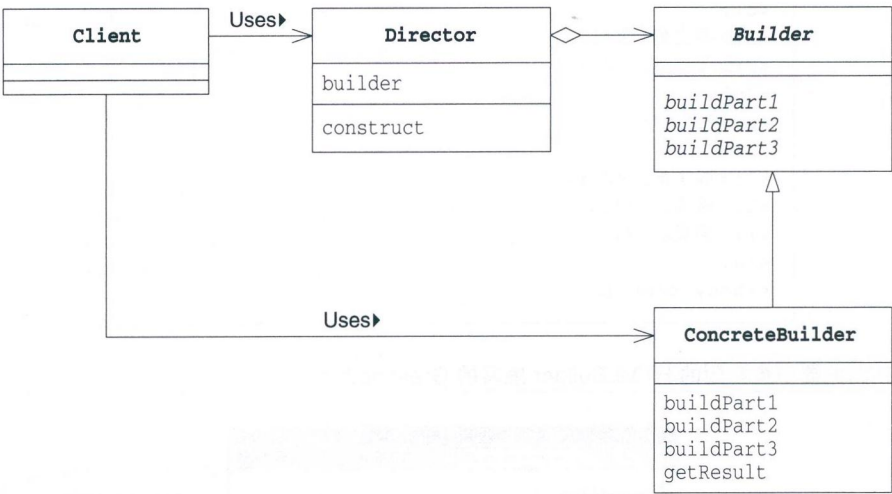 Client
Uses▶
Director
builder
construct
Builder
buildPart1
buildPart2
buildPart3
Uses▶
ConcreteBuilder
buildPart1
buildPart2
buildPart3
getResult